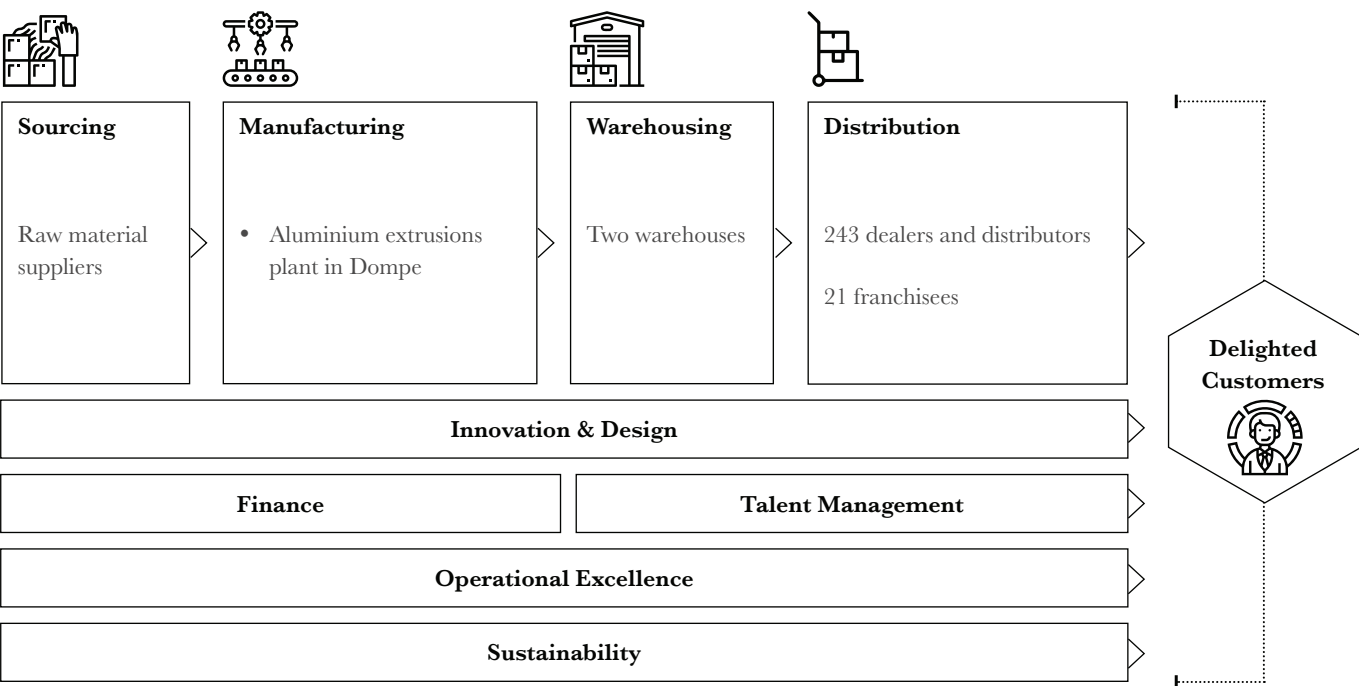 Sourcing
Raw material
suppliers
Manufacturing
• Aluminium extrusions
plant in Dompe
Warehousing
Two warehouses
Distribution
243 dealers and distributors
21 franchisees
Delighted
Customers
Innovation & Design
Finance
Talent Management
Operational Excellence
Sustainability